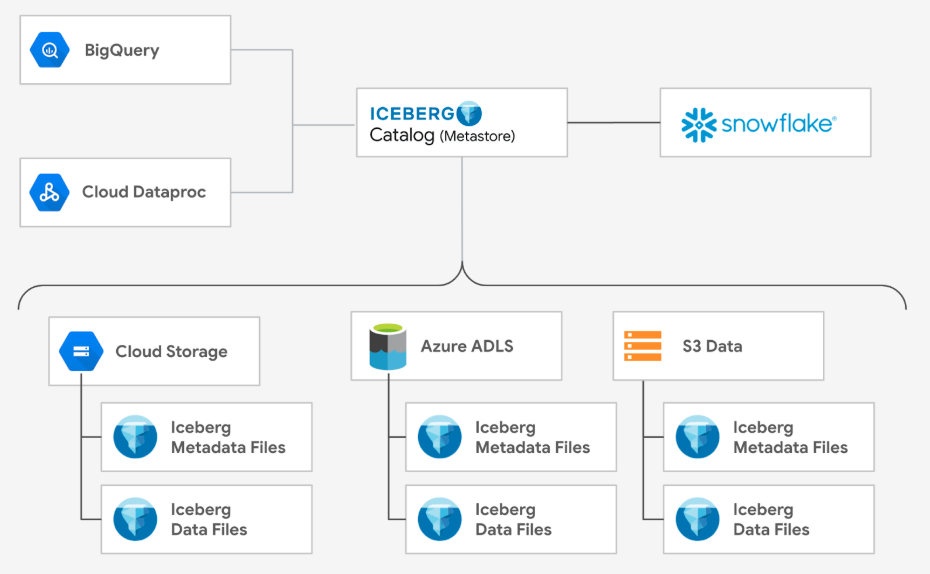 BigQuery
ICEBERG
Catalog (Metastore)
snowflake®
Cloud Dataproc
Cloud Storage
Azure ADLS
S3 Data
Iceberg
Metadata Files
Iceberg
Metadata Files
Iceberg
Metadata Files
Iceberg
Data Files
Iceberg
Data Files
Iceberg
Data Files